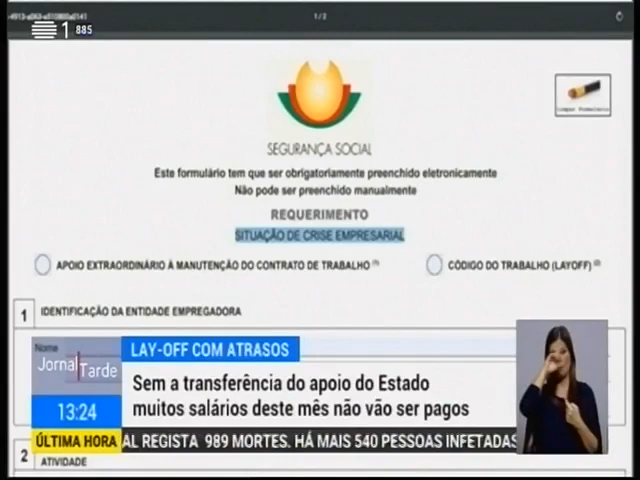 1/2
1
885
SEGURANÇA SOCIAL
Este formulário tem que ser obrigatoriamente preenchido eletronicamente
Não pode ser preenchido manualmente
REQUERIMENTO
SITUAÇÃO DE CRISE EMPRESARIAL
APOIO EXTRAORDINÁRIO À MANUTENÇÃO DO CONTRATO DE TRABALHO
CÓDIGO DO TRABALHO (LAYOFF)
1 IDENTIFICAÇÃO DA ENTIDADE EMPREGADORA
Nome
Jornal Tarde
LAY-OFF COM ATRASOS
Sem a transferência do apoio do Estado
muitos salários deste mês não vão ser pagos
13:24
ÚLTIMA HORA
AL REGISTA 989 MORTES. HÁ MAIS 540 PESSOAS INFETADAS
2 ATIVIDADE